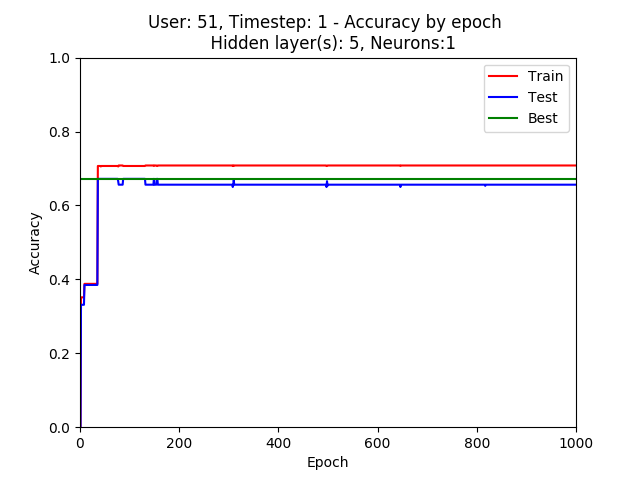 User: 51, Timestep: 1 - Accuracy by epoch
Hidden layer(s): 5, Neurons:1
1.0
0.8
0.6
0.4
0.2
0.0
Accuracy
Train
Test
Best
0 200 400 600 800 1000
Epoch